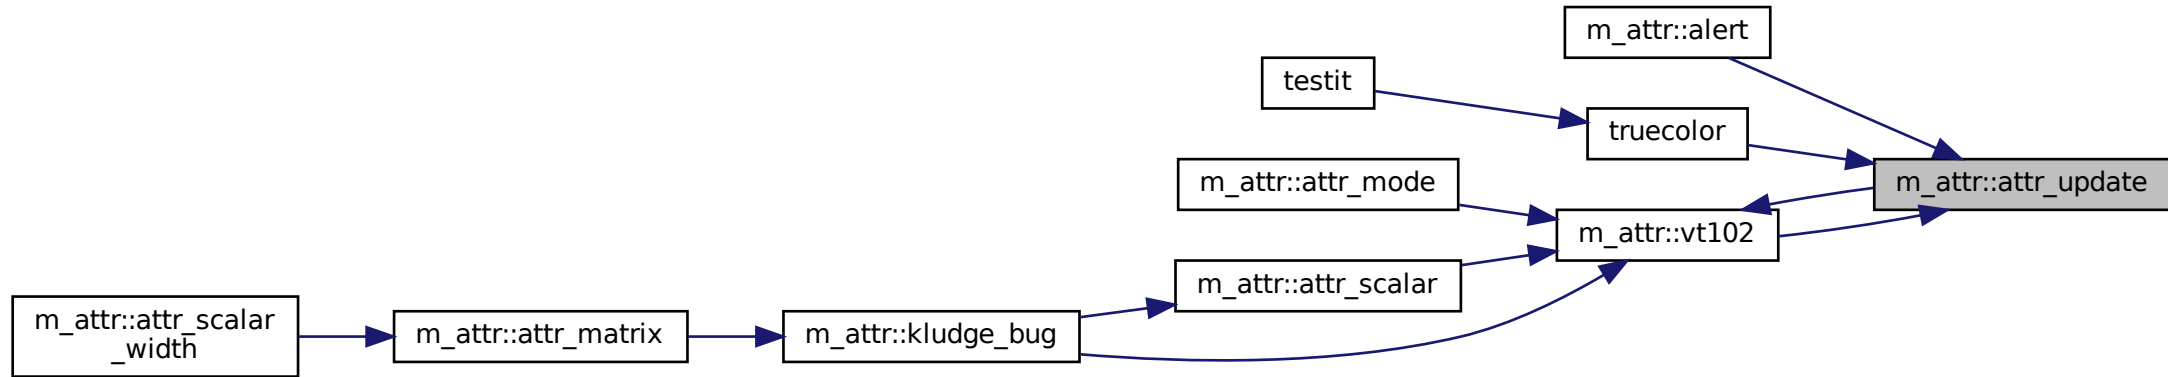 m_attr::alert
testit
truecolor
m_attr::attr_mode
m_attr::attr_update
m_attr::vt102
m_attr::attr_scalar
m_attr::attr_scalar
_width
m_attr::attr_matrix
m_attr::kludge_bug